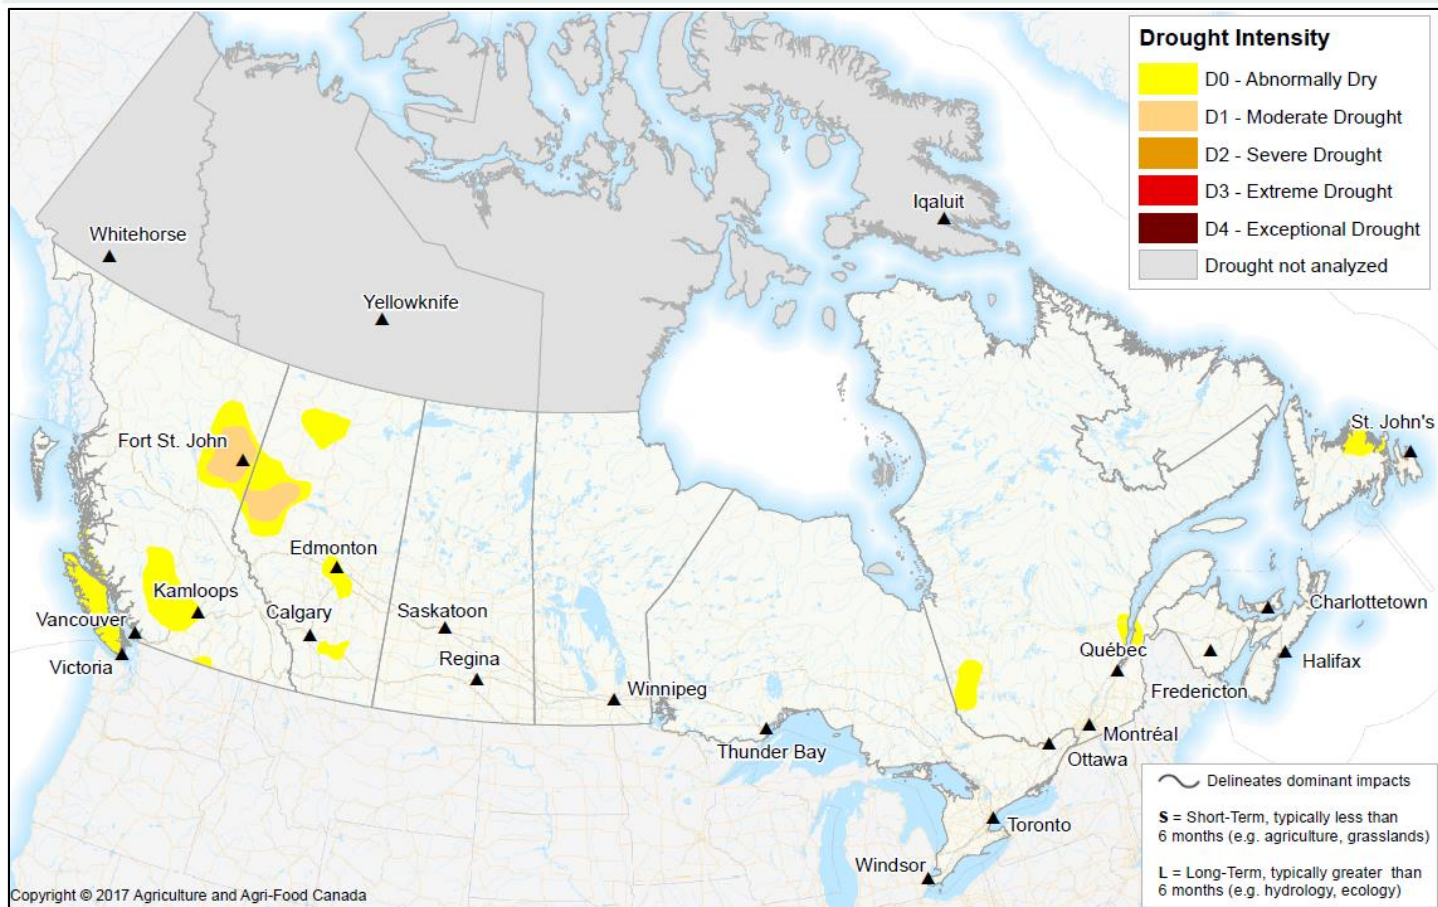 Drought Intensity
D0 - Abnormally Dry
D1 - Moderate Drought
D2 - Severe Drought
D3 - Extreme Drought
D4 - Exceptional Drought
Drought not analyzed
Iqaluit
Whitehorse
Yellowknife
Fort St. John
St. John's
Edmonton
Kamloops
Calgary
Saskatoon
Vancouver
Charlottetown
Victoria
Regina
Québec
Halifax
Winnipeg
Fredericton
Montréal
Thunder Bay
Ottawa
Toronto
Windsor
Delineates dominant impacts
S = Short-Term, typically less than
6 months (e.g. agriculture, grasslands)
L = Long-Term, typically greater than
6 months (e.g. hydrology, ecology)
Copyright © 2017 Agriculture and Agri-Food Canada